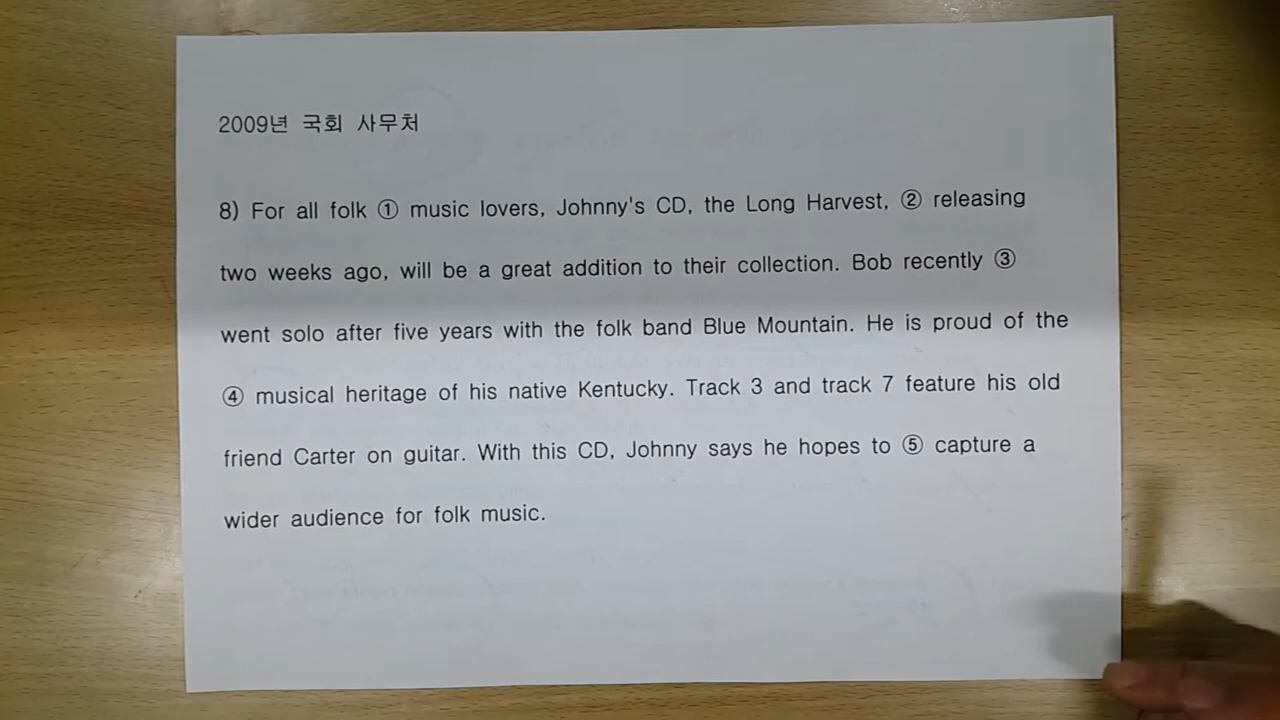 2009년 국회 사무처
8) For all folk ① music lovers, Johnny's CD, the Long Harvest, ② releasing
two weeks ago, will be a great addition to their collection. Bob recently ③
went solo after five years with the folk band Blue Mountain. He is proud of the
④ musical heritage of his native Kentucky. Track 3 and track 7 feature his old
friend Carter on guitar. With this CD, Johnny says he hopes to ⑤ capture a
wider audience for folk music.